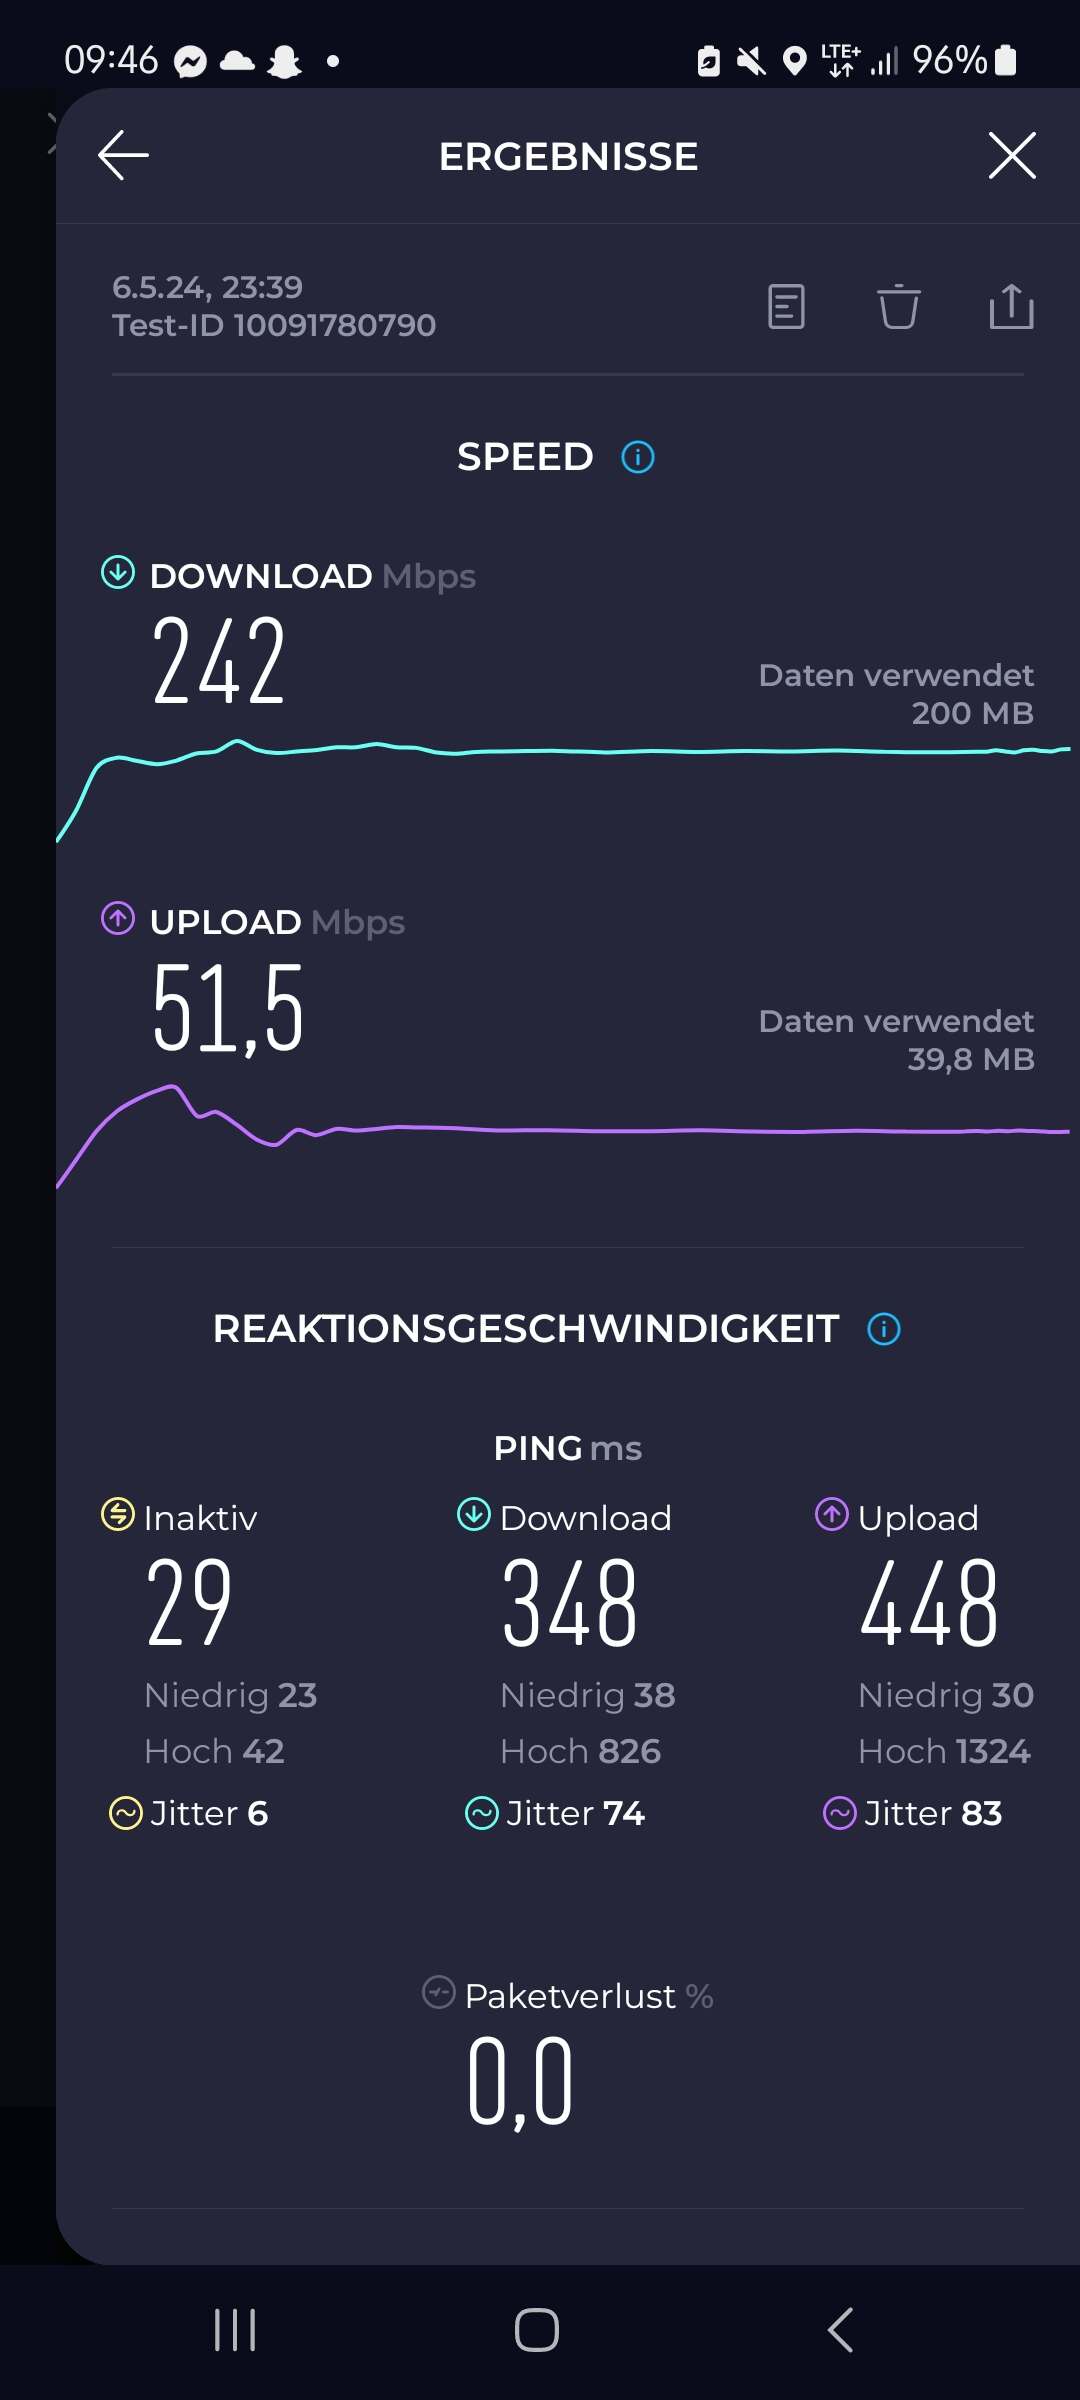 09:46
LTE+
96%
ERGEBNISSE
6.5.24, 23:39
Test-ID 10091780790
SPEED
DOWNLOAD Mbps
242
Daten verwendet
200 MB
UPLOAD Mbps
51,5
Daten verwendet
39,8 MB
REAKTIONSGESCHWINDIGKEIT
PING ms
Inaktiv
29
Niedrig 23
Hoch 42
Jitter 6
Download
348
Niedrig 38
Hoch 826
Jitter 74
Upload
448
Niedrig 30
Hoch 1324
Jitter 83
Paketverlust %
0,0